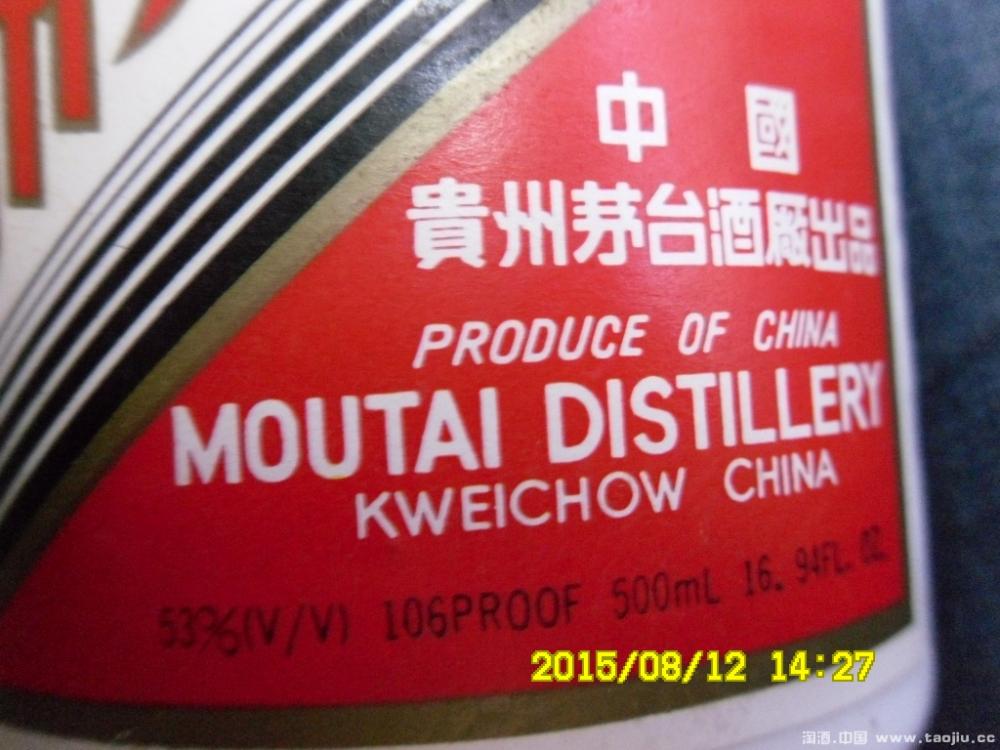 中國
貴州茅台酒廠出品
PRODUCE OF CHINA
MOUTAI DISTILLERY
KWEICHOW CHINA
53%(V/V) 106PROOF 500mL 16.94FL.OZ.
2015/08/12 14:27
淘酒.中国 www.taojiu.cc